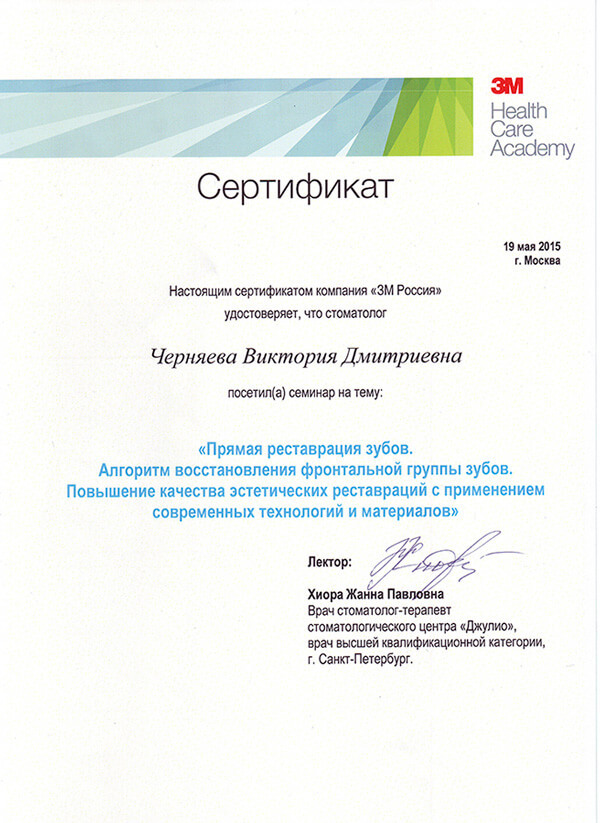 3M
Health
Care
Academy
Сертификат
19 мая 2015
г. Москва
Настоящим сертификатом компания «3М Россия»
удостоверяет, что стоматолог
Черняева Виктория Дмитриевна
посетил(а) семинар на тему:
«Прямая реставрация зубов.
Алгоритм восстановления фронтальной группы зубов.
Повышение качества эстетических реставраций с применением
современных технологий и материалов»
Лектор:
Хиора Жанна Павловна
Врач стоматолог-терапевт
стоматологического центра «Джулио»,
врач высшей квалификационной категории,
г. Санкт-Петербург.